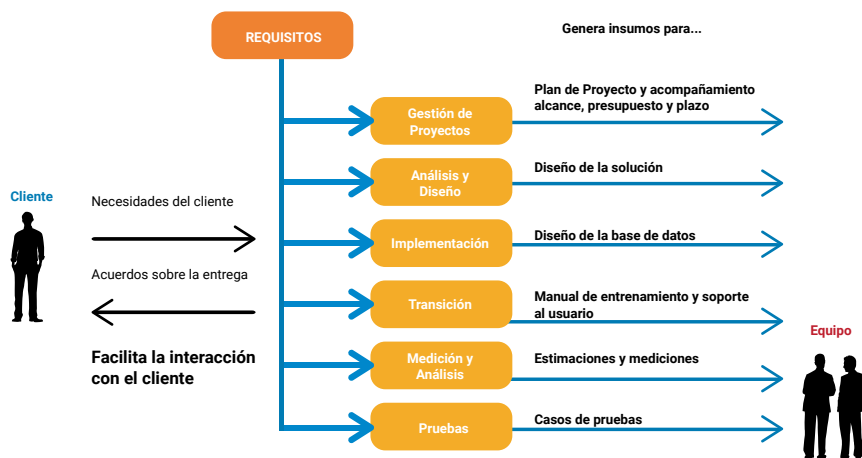 REQUISITOS
Genera insumos para...
Gestión de
Proyectos
Plan de Proyecto y acompañamiento
alcance, presupuesto y plazo
Análisis y
Diseño
Diseño de la solución
Cliente
Necesidades del cliente
Implementación
Diseño de la base de datos
Acuerdos sobre la entrega
Transición
Manual de entrenamiento y soporte
al usuario
Facilita la interacción
con el cliente
Medición y
Análisis
Estimaciones y mediciones
Equipo
Pruebas
Casos de pruebas